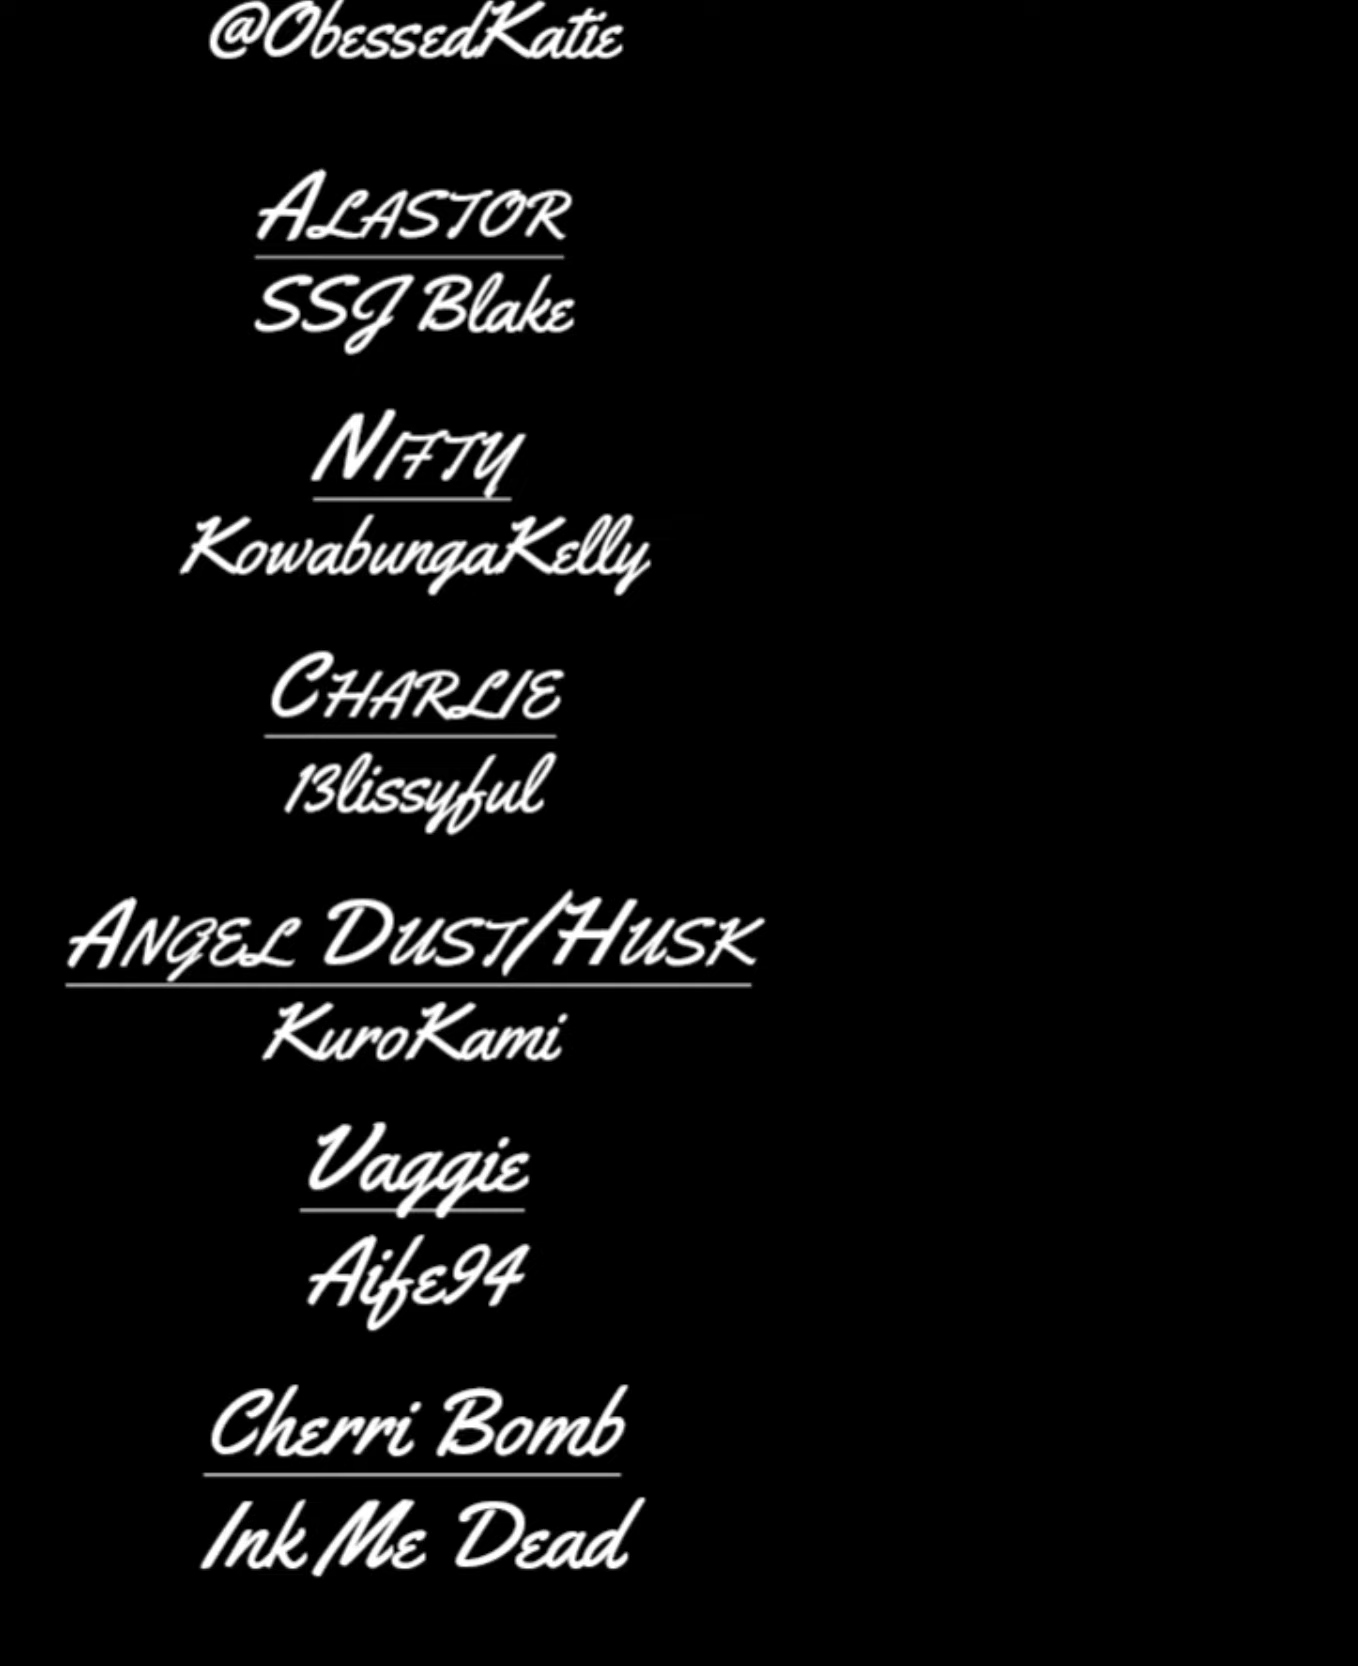 @ObessedKatie
ALASTOR
SSJ Blake
NIFTY
KowabungaKelly
CHARLIE
13lissyful
ANGEL DUST/HUSK
KuroKami
Vaggie
Aife94
Cherri Bomb
Ink Me Dead